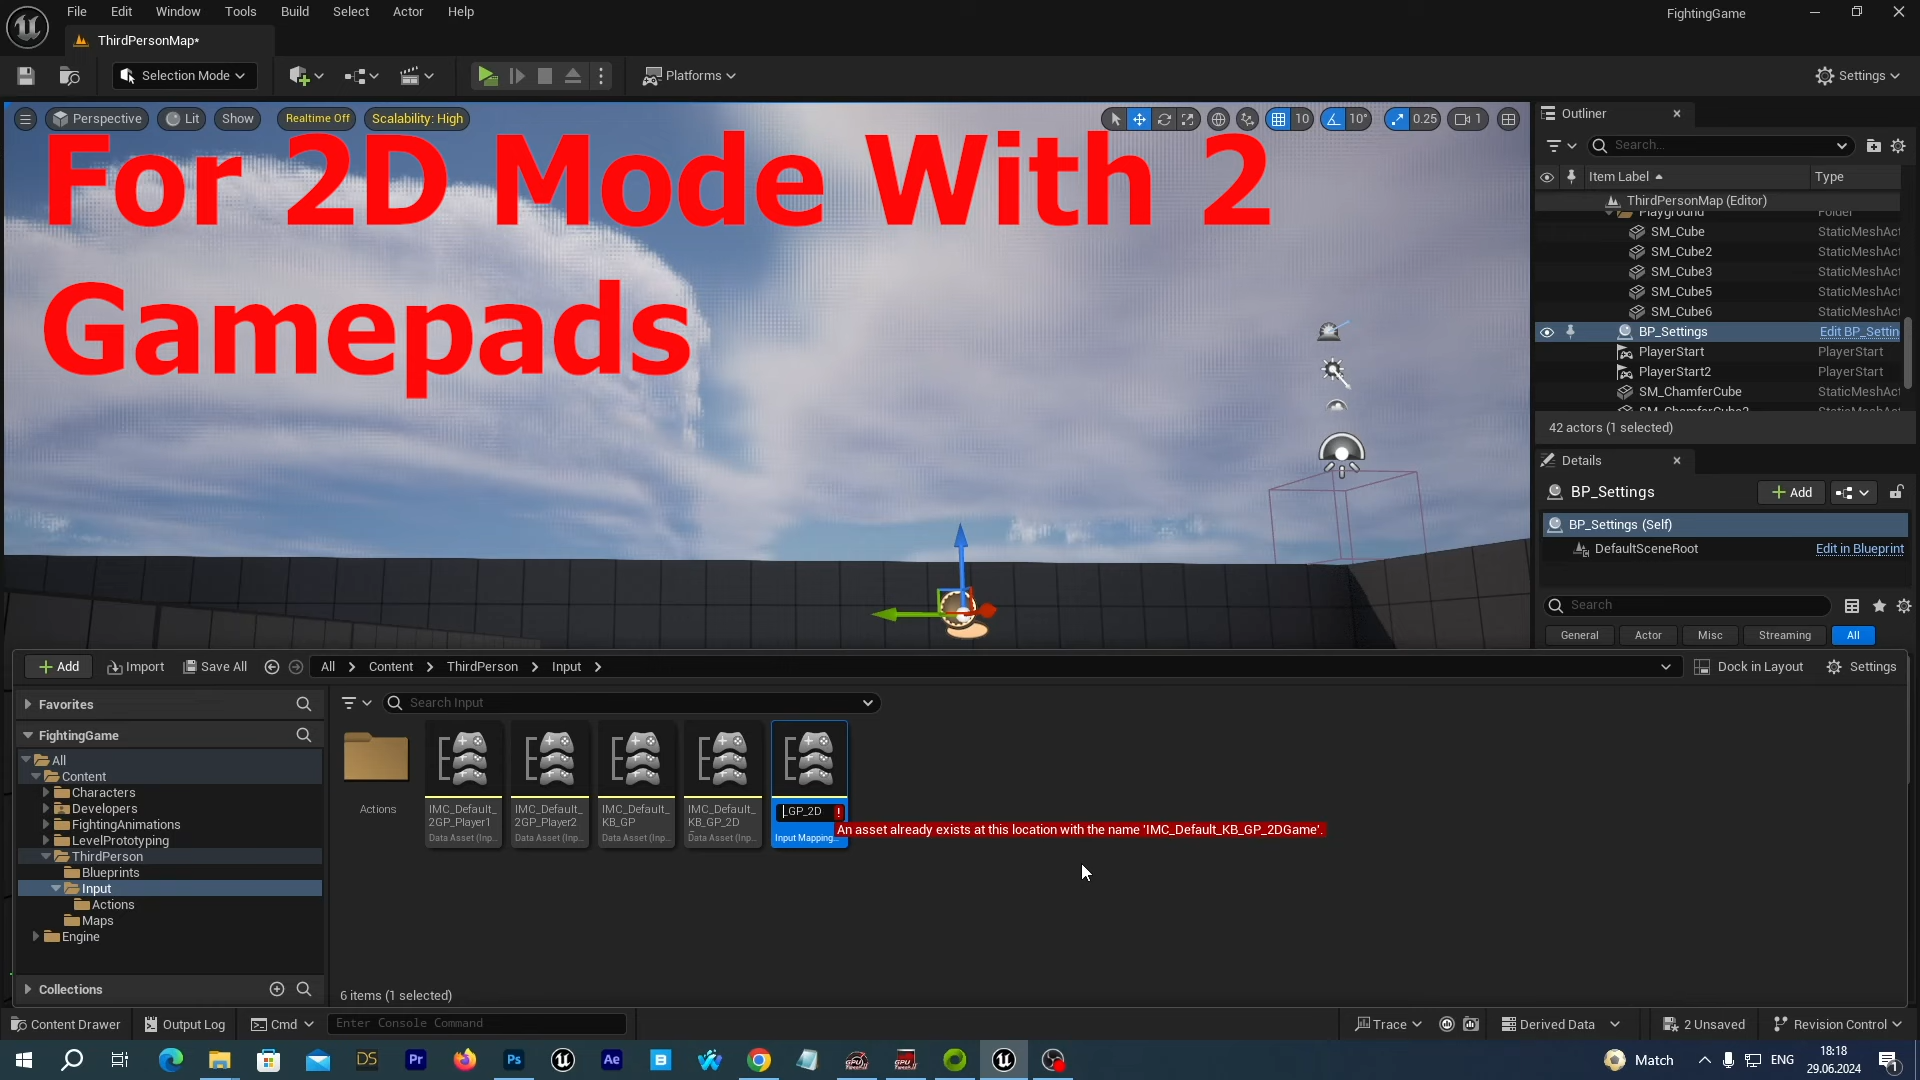 File Edit Window Tools Build Select Actor Help
FightingGame
ThirdPersonMap*
Selection Mode
Platforms
Settings
Perspective Lit Show Realtime Off Scalability: High
10 10° 0.25 1
For 2D Mode With 2
Gamepads
Outliner
Search...
Item Label Type
ThirdPersonMap (Editor)
Playground Folder
SM_Cube StaticMeshAct
SM_Cube2 StaticMeshAct
SM_Cube3 StaticMeshAct
SM_Cube5 StaticMeshAct
SM_Cube6 StaticMeshAct
BP_Settings Edit BP_Settin
PlayerStart PlayerStart
PlayerStart2 PlayerStart
SM_ChamferCube StaticMeshAct
SM_ChamferCube2 StaticMeshAct
42 actors (1 selected)
Details
BP_Settings
Add
BP_Settings (Self)
DefaultSceneRoot Edit in Blueprint
Search
General Actor Misc Streaming All
Add Import Save All All Content ThirdPerson Input
Dock in Layout Settings
Favorites
Search Input
FightingGame
All
Content
Characters
Developers
FightingAnimations
LevelPrototyping
ThirdPerson
Blueprints
Input
Actions
Maps
Engine
Collections
Actions
IMC_Default_
2GP_Player1
Data Asset (Inp...
IMC_Default_
2GP_Player2
Data Asset (Inp...
IMC_Default_
KB_GP
Data Asset (Inp...
IMC_Default_
KB_GP_2D
Data Asset (Inp...
_GP_2D
Input Mapping...
An asset already exists at this location with the name 'IMC_Default_KB_GP_2DGame'.
6 items (1 selected)
Content Drawer Output Log Cmd Enter Console Command
Trace Derived Data 2 Unsaved Revision Control
DS Pr Ps Ae
Match
ENG
18:18
29.06.2024
1